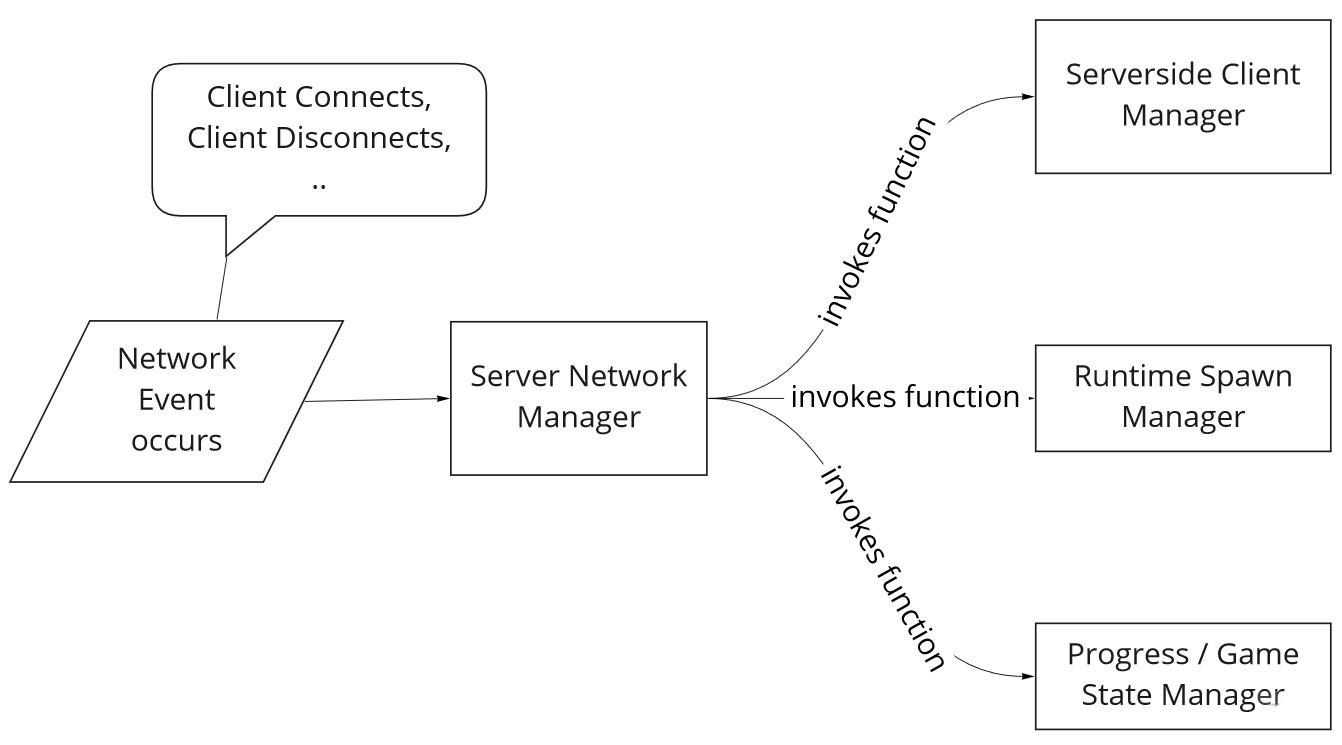 Client Connects,
Client Disconnects,
..
Network
Event
occurs
Server Network
Manager
invokes function
invokes function
invokes function
Serverside Client
Manager
Runtime Spawn
Manager
Progress / Game
State Manager